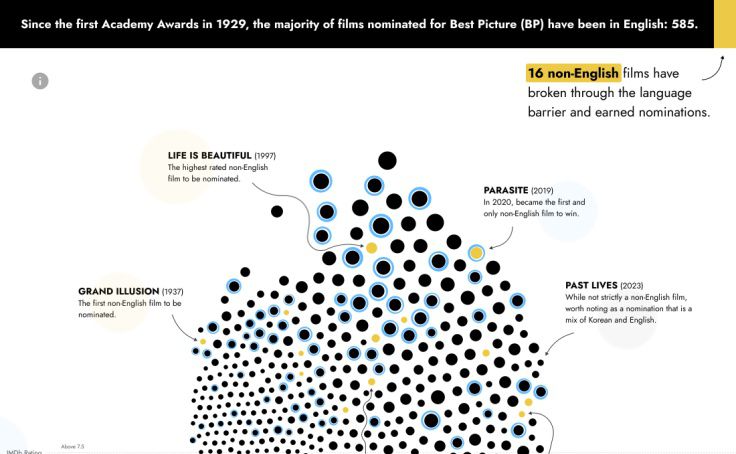 Since the first Academy Awards in 1929, the majority of films nominated for Best Picture (BP) have been in English: 585.
16 non-English films have
broken through the language
barrier and earned nominations.
LIFE IS BEAUTIFUL (1997)
The highest rated non-English
film to be nominated.
PARASITE (2019)
In 2020, became the first and
only non-English film to win.
GRAND ILLUSION (1937)
The first non-English film to be
nominated.
PAST LIVES (2023)
While not strictly a non-English film,
worth noting as a nomination that is a
mix of Korean and English.
Above 7.5
IMDb Rating